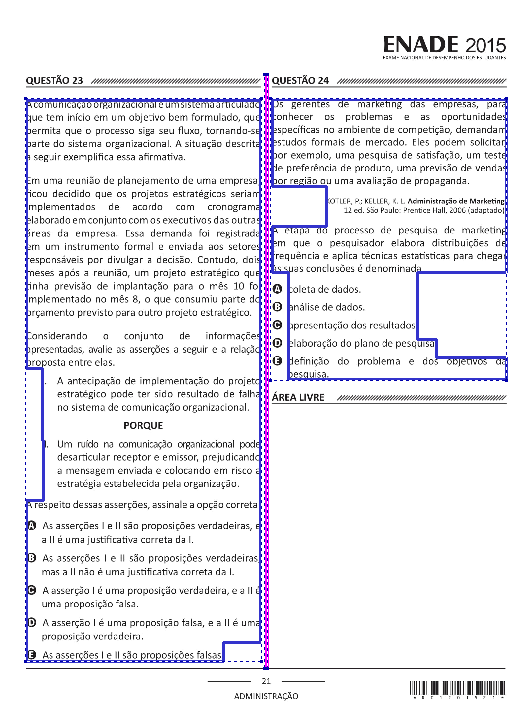 ENADE 2015
EXAME NACIONAL DE DESEMPENHO DOS ESTUDANTES
QUESTÃO 23
A comunicação organizacional é um sistema articulado
que tem início em um objetivo bem formulado, que
permita que o processo siga seu fluxo, tornando-se
parte do sistema organizacional. A situação descrita
a seguir exemplifica essa afirmativa.
Em uma reunião de planejamento de uma empresa
ficou decidido que os projetos estratégicos seriam
implementados de acordo com cronograma
elaborado em conjunto com os executivos das outras
áreas da empresa. Essa demanda foi registrada
em um instrumento formal e enviada aos setores
responsáveis por divulgar a decisão. Contudo, dois
meses após a reunião, um projeto estratégico que
tinha previsão de implantação para o mês 10 foi
implementado no mês 8, o que consumiu parte do
orçamento previsto para outro projeto estratégico.
Considerando o conjunto de informações
apresentadas, avalie as asserções a seguir e a relação
proposta entre elas.
I. A antecipação de implementação do projeto
estratégico pode ter sido resultado de falha
no sistema de comunicação organizacional.
PORQUE
II. Um ruído na comunicação organizacional pode
desarticular receptor e emissor, prejudicando
a mensagem enviada e colocando em risco a
estratégia estabelecida pela organização.
A respeito dessas asserções, assinale a opção correta.
A As asserções I e II são proposições verdadeiras, e
a II é uma justificativa correta da I.
B As asserções I e II são proposições verdadeiras,
mas a II não é uma justificativa correta da I.
C A asserção I é uma proposição verdadeira, e a II é
uma proposição falsa.
D A asserção I é uma proposição falsa, e a II é uma
proposição verdadeira.
E As asserções I e II são proposições falsas.
QUESTÃO 24
Os gerentes de marketing das empresas, para
conhecer os problemas e as oportunidades
específicas no ambiente de competição, demandam
estudos formais de mercado. Eles podem solicitar,
por exemplo, uma pesquisa de satisfação, um teste
de preferência de produto, uma previsão de vendas
por região ou uma avaliação de propaganda.
KOTLER, P.; KELLER, K. L. Administração de Marketing.
12 ed. São Paulo: Prentice Hall, 2006 (adaptado).
A etapa do processo de pesquisa de marketing
em que o pesquisador elabora distribuições de
frequência e aplica técnicas estatísticas para chegar
às suas conclusões é denominada
A coleta de dados.
B análise de dados.
C apresentação dos resultados.
D elaboração do plano de pesquisa.
E definição do problema e dos objetivos da
pesquisa.
ÁREA LIVRE
21
ADMINISTRAÇÃO